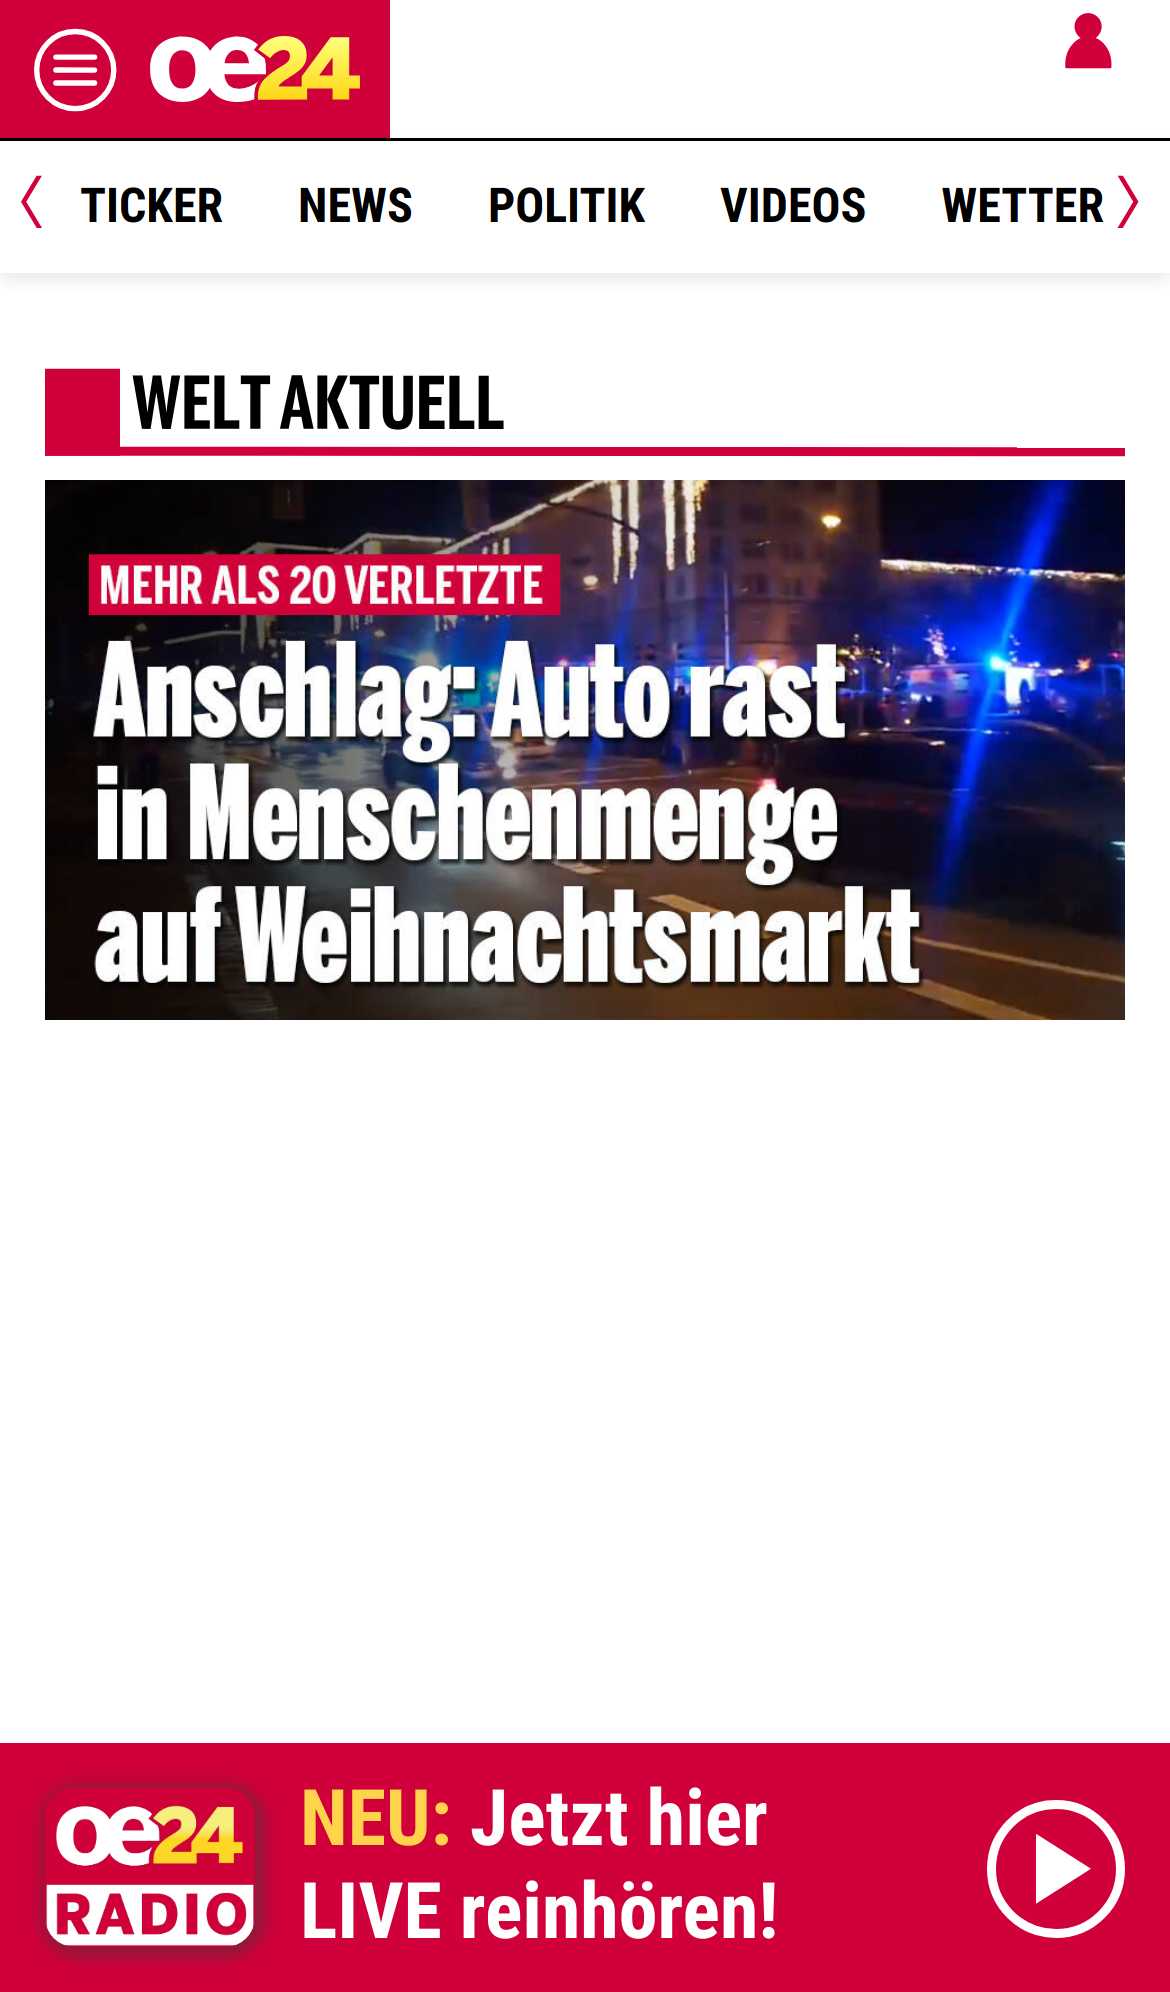 oe24
TICKER NEWS POLITIK VIDEOS WETTER
WELT AKTUELL
MEHR ALS 20 VERLETZTE
Anschlag: Auto rast
in Menschenmenge
auf Weihnachtsmarkt
oe24
RADIO
NEU: Jetzt hier
LIVE reinhören!